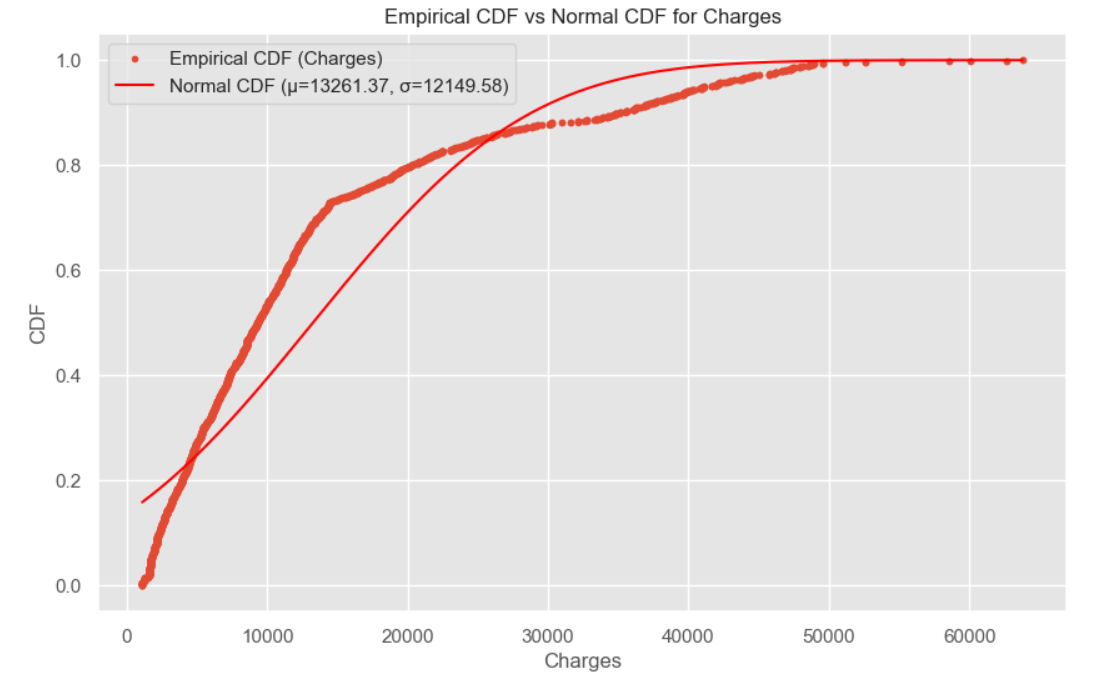 Empirical CDF vs Normal CDF for Charges
Empirical CDF (Charges)
Normal CDF (μ=13261.37, σ=12149.58)
CDF
1.0
0.8
0.6
0.4
0.2
0.0
0 10000 20000 30000 40000 50000 60000
Charges